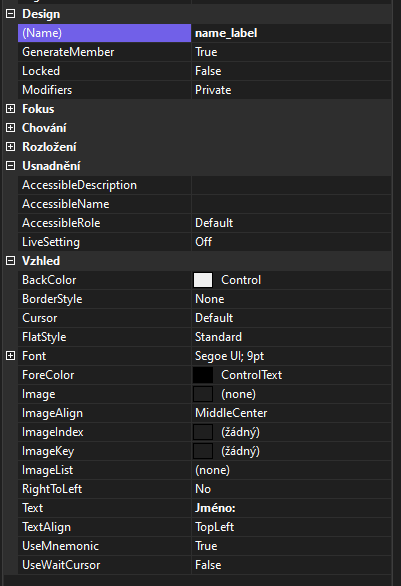 Design
(Name) name_label
GenerateMember True
Locked False
Modifiers Private
Fokus
Chování
Rozložení
Usnadnění
AccessibleDescription
AccessibleName
AccessibleRole Default
LiveSetting Off
Vzhled
BackColor Control
BorderStyle None
Cursor Default
FlatStyle Standard
Font Segoe UI; 9pt
ForeColor ControlText
Image (none)
ImageAlign MiddleCenter
ImageIndex (žádný)
ImageKey (žádný)
ImageList (none)
RightToLeft No
Text Jméno:
TextAlign TopLeft
UseMnemonic True
UseWaitCursor False